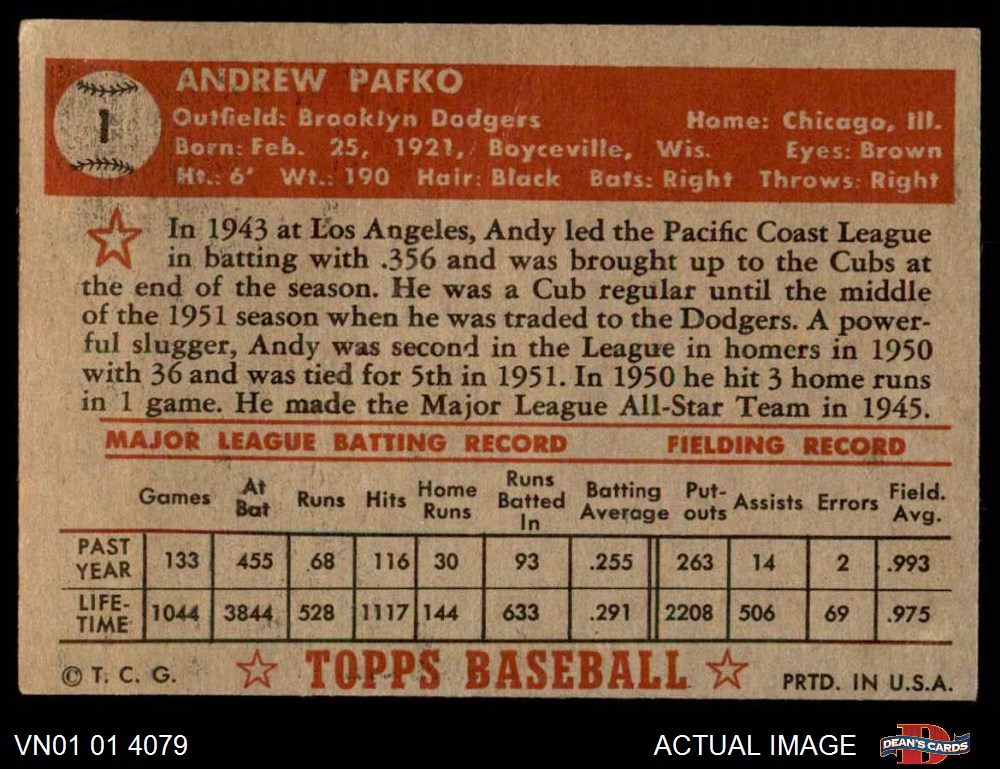 1
ANDREW PAFKO
Outfield: Brooklyn Dodgers Home: Chicago, Ill.
Born: Feb. 25, 1921, Boyceville, Wis. Eyes: Brown
Ht.: 6' Wt.: 190 Hair: Black Bats: Right Throws: Right
In 1943 at Los Angeles, Andy led the Pacific Coast League
in batting with .356 and was brought up to the Cubs at
the end of the season. He was a Cub regular until the middle
of the 1951 season when he was traded to the Dodgers. A power-
ful slugger, Andy was second in the League in homers in 1950
with 36 and was tied for 5th in 1951. In 1950 he hit 3 home runs
in 1 game. He made the Major League All-Star Team in 1945.
MAJOR LEAGUE BATTING RECORD FIELDING RECORD
Games At Bat Runs Hits Home Runs Runs Batted In Batting Average Put-outs Assists Errors Field. Avg.
PAST YEAR 133 455 68 116 30 93 .255 263 14 2 .993
LIFE-TIME 1044 3844 528 1117 144 633 .291 2208 506 69 .975
© T. C. G. TOPPS BASEBALL PRTD. IN U.S.A.
VN01 01 4079 ACTUAL IMAGE D DEAN'S CARDS